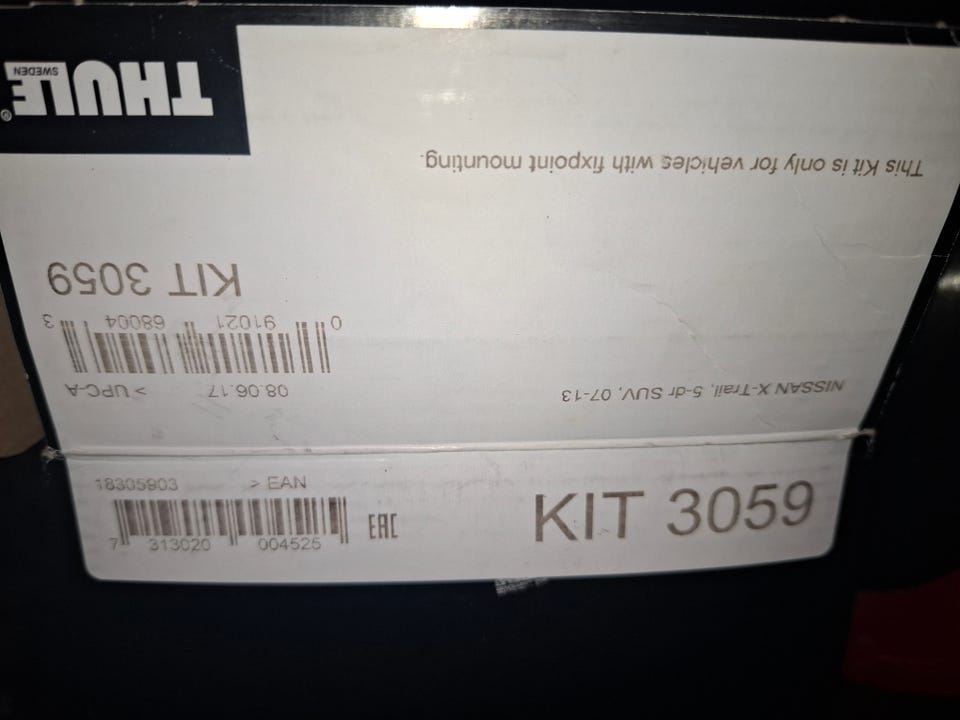 THULE®
SWEDEN
This Kit is only for vehicles with fixpoint mounting.
KIT 3059
0 91021 68004 3
08.06.17 > UPC-A
NISSAN X-Trail, 5-dr SUV, 07-13
18305903 > EAN
7 313020 004525
EAC
KIT 3059